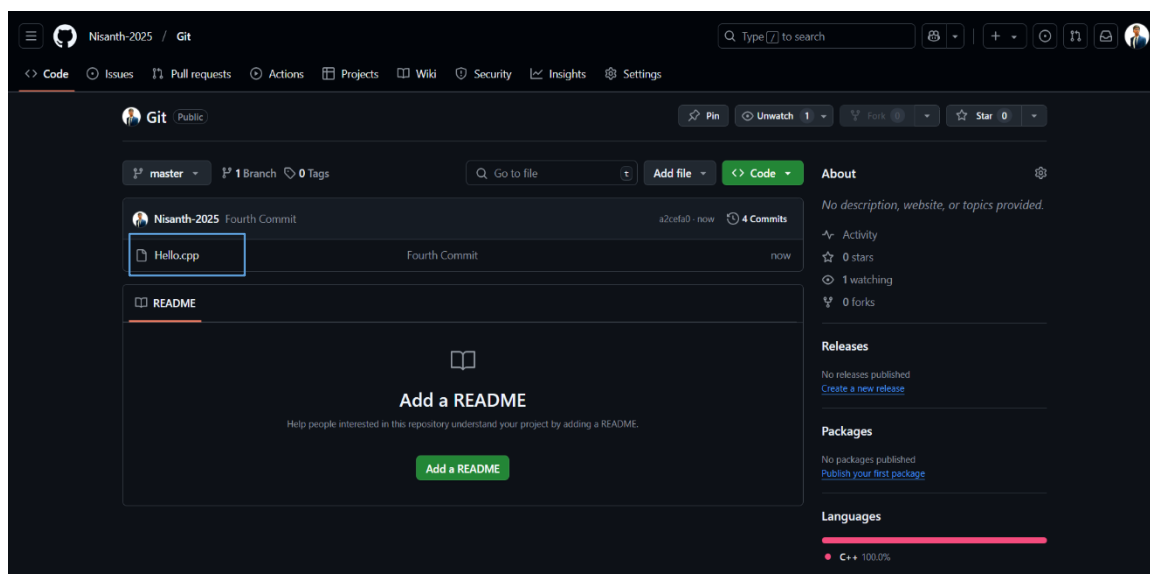 Nisanth-2025 / Git
Type / to search
Code Issues Pull requests Actions Projects Wiki Security Insights Settings
Git Public
Pin Unwatch 1 Fork 0 Star 0
master 1 Branch 0 Tags Go to file t Add file Code
Nisanth-2025 Fourth Commit a2cefa0 · now 4 Commits
Hello.cpp Fourth Commit now
README
Add a README
Help people interested in this repository understand your project by adding a README.
Add a README
About
No description, website, or topics provided.
Activity
0 stars
1 watching
0 forks
Releases
No releases published
Create a new release
Packages
No packages published
Publish your first package
Languages
C++ 100.0%